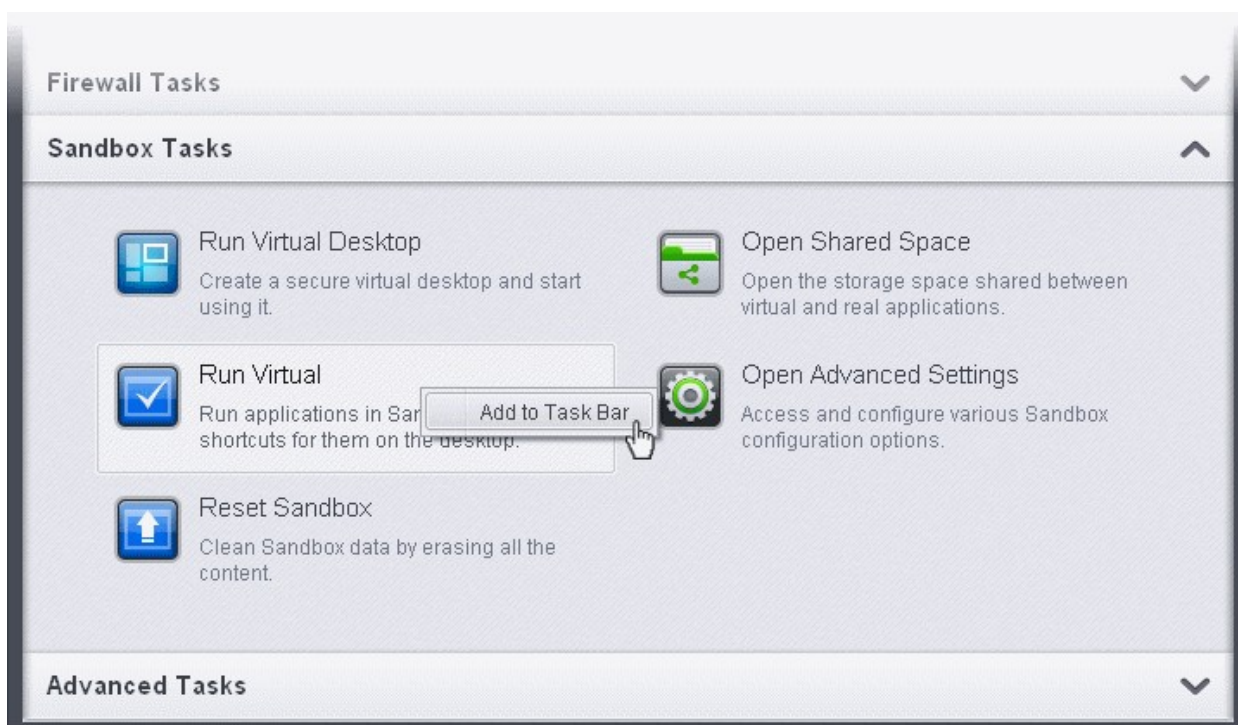 Firewall Tasks
Sandbox Tasks
Run Virtual Desktop
Create a secure virtual desktop and start
using it.
Open Shared Space
Open the storage space shared between
virtual and real applications.
Run Virtual
Run applications in
shortcuts for them on the desktop.
Add to Task Bar
Open Advanced Settings
Access and configure various Sandbox
configuration options.
Reset Sandbox
Clean Sandbox data by erasing all the
content.
Advanced Tasks